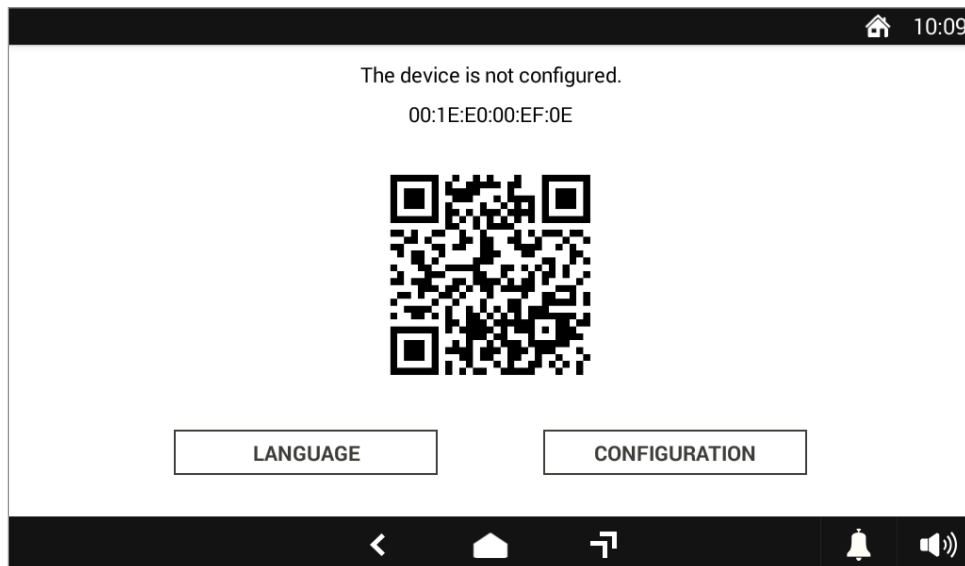 10:09
The device is not configured.
00:1E:E0:00:EF:0E
LANGUAGE
CONFIGURATION